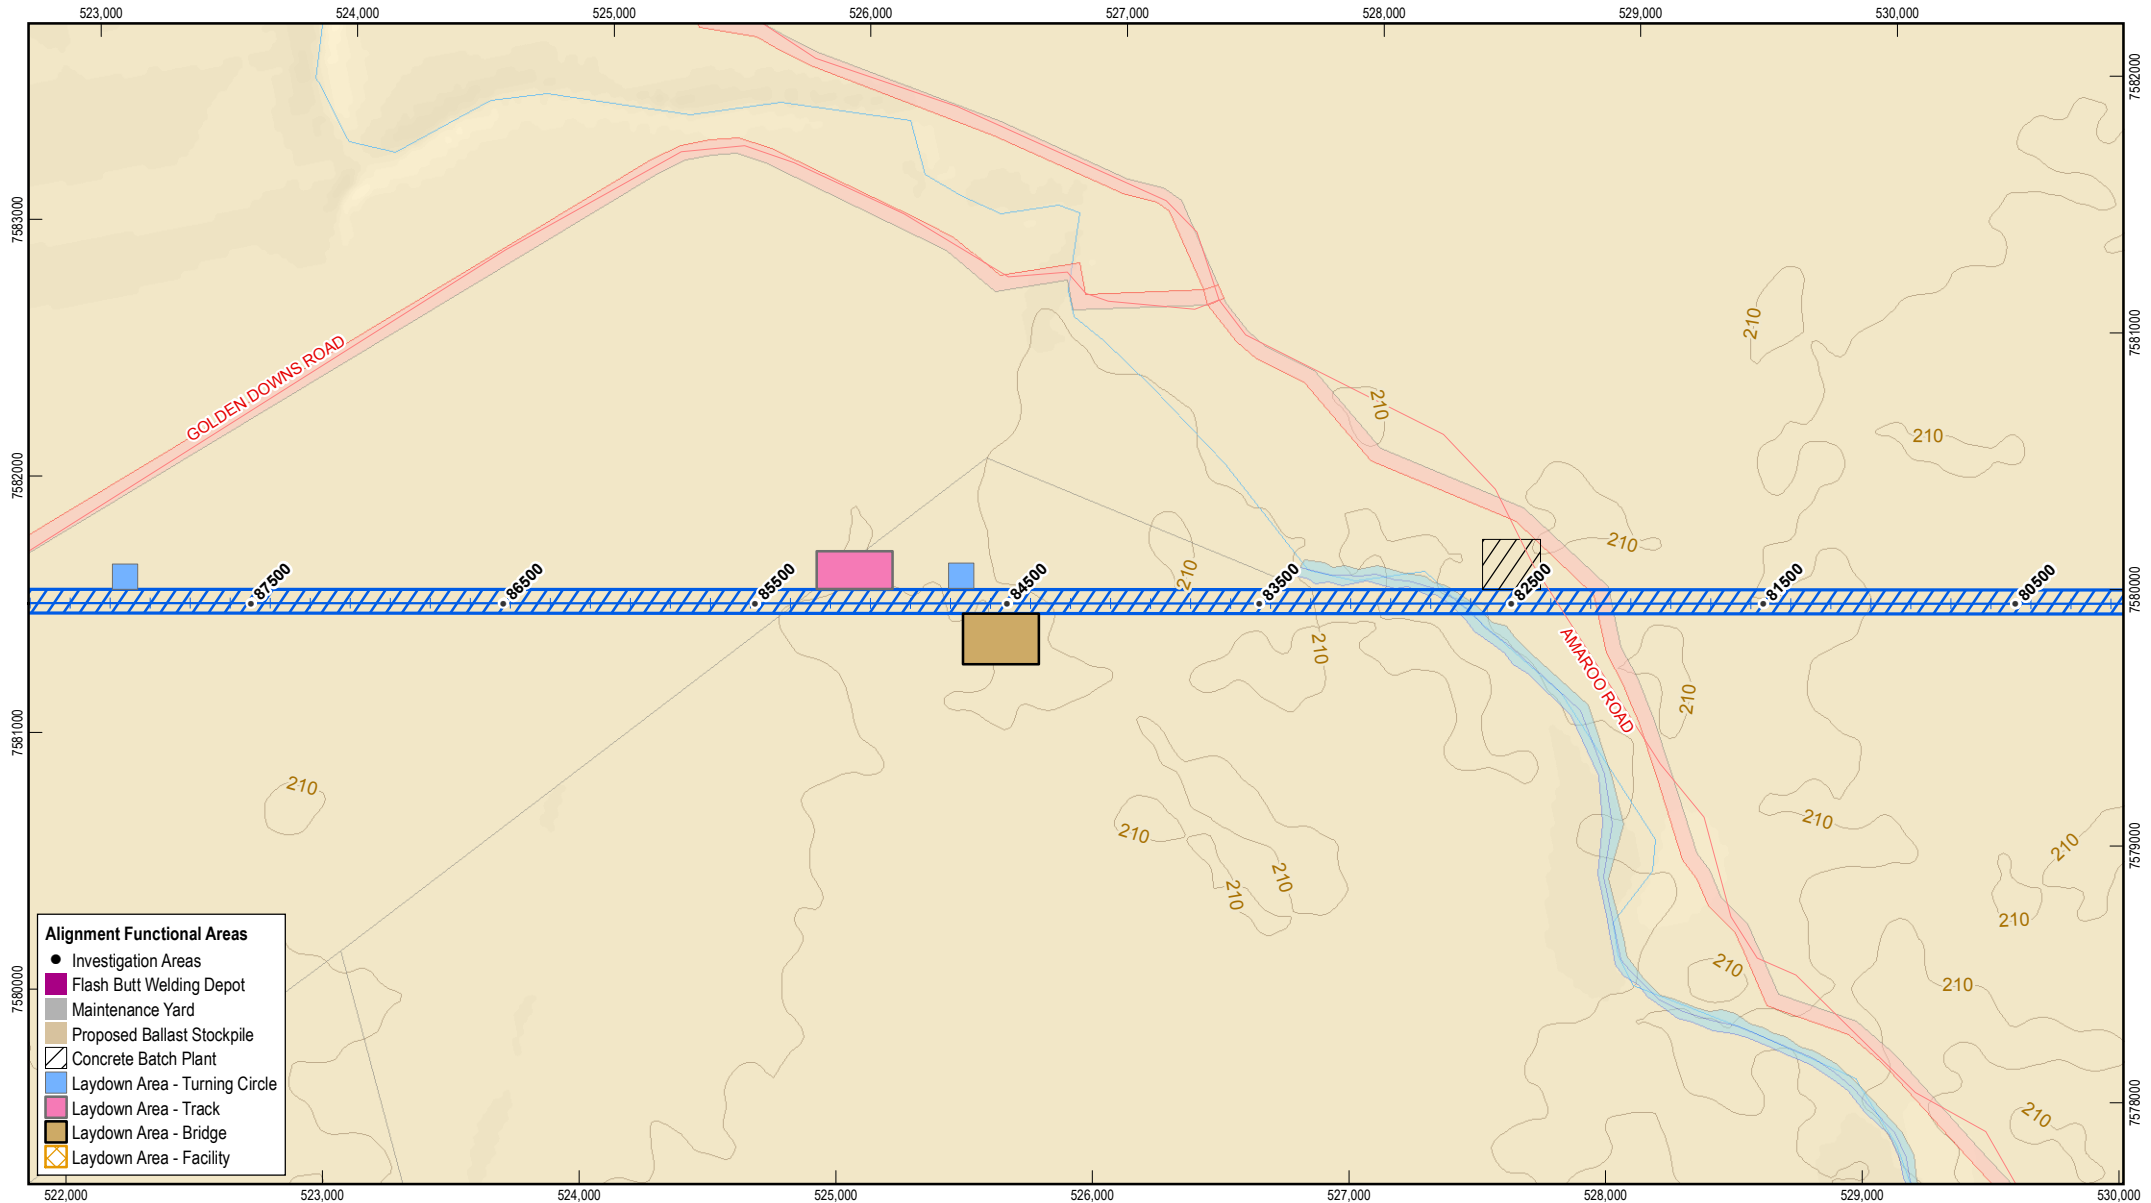 523,000 524,000 525,000 526,000 527,000 528,000 529,000 530,000
7582000
7583000
7581000
210
GOLDEN DOWNS ROAD
210
210
7582000
210
210
87500 86500 85500 84500 83500 82500 81500 80500
7580000
210
AMAROO ROAD
210
7581000
210
210
210
7579000
210
210
210
210
Alignment Functional Areas
Investigation Areas
Flash Butt Welding Depot
Maintenance Yard
Proposed Ballast Stockpile
Concrete Batch Plant
Laydown Area - Turning Circle
Laydown Area - Track
Laydown Area - Bridge
Laydown Area - Facility
210
210
7580000
210
7578000
522,000 523,000 524,000 525,000 526,000 527,000 528,000 529,000 530,000